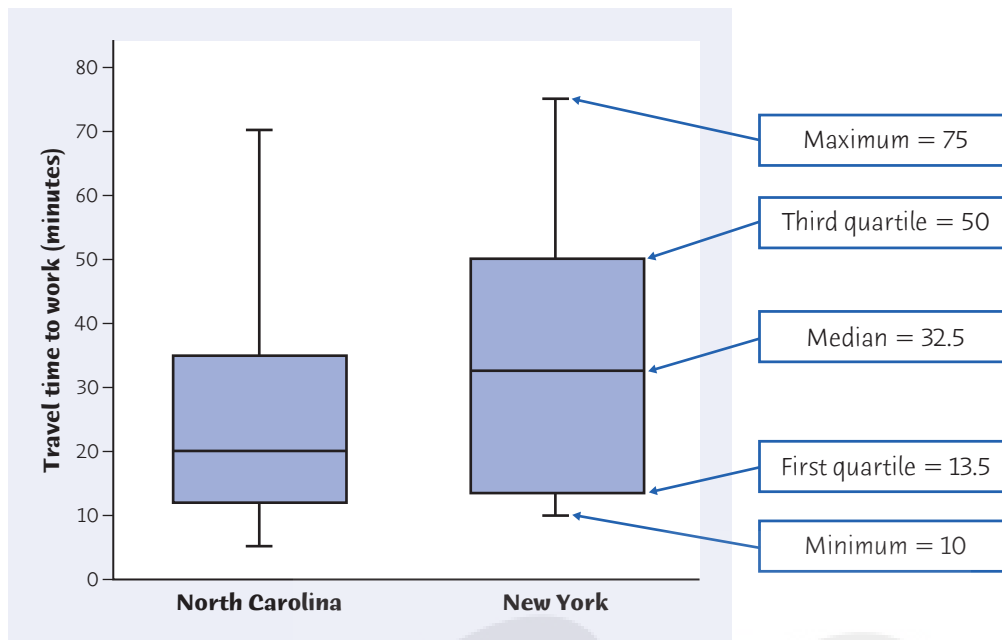 Travel time to work (minutes)
80
70
60
50
40
30
20
10
0
North Carolina
New York
Maximum = 75
Third quartile = 50
Median = 32.5
First quartile = 13.5
Minimum = 10